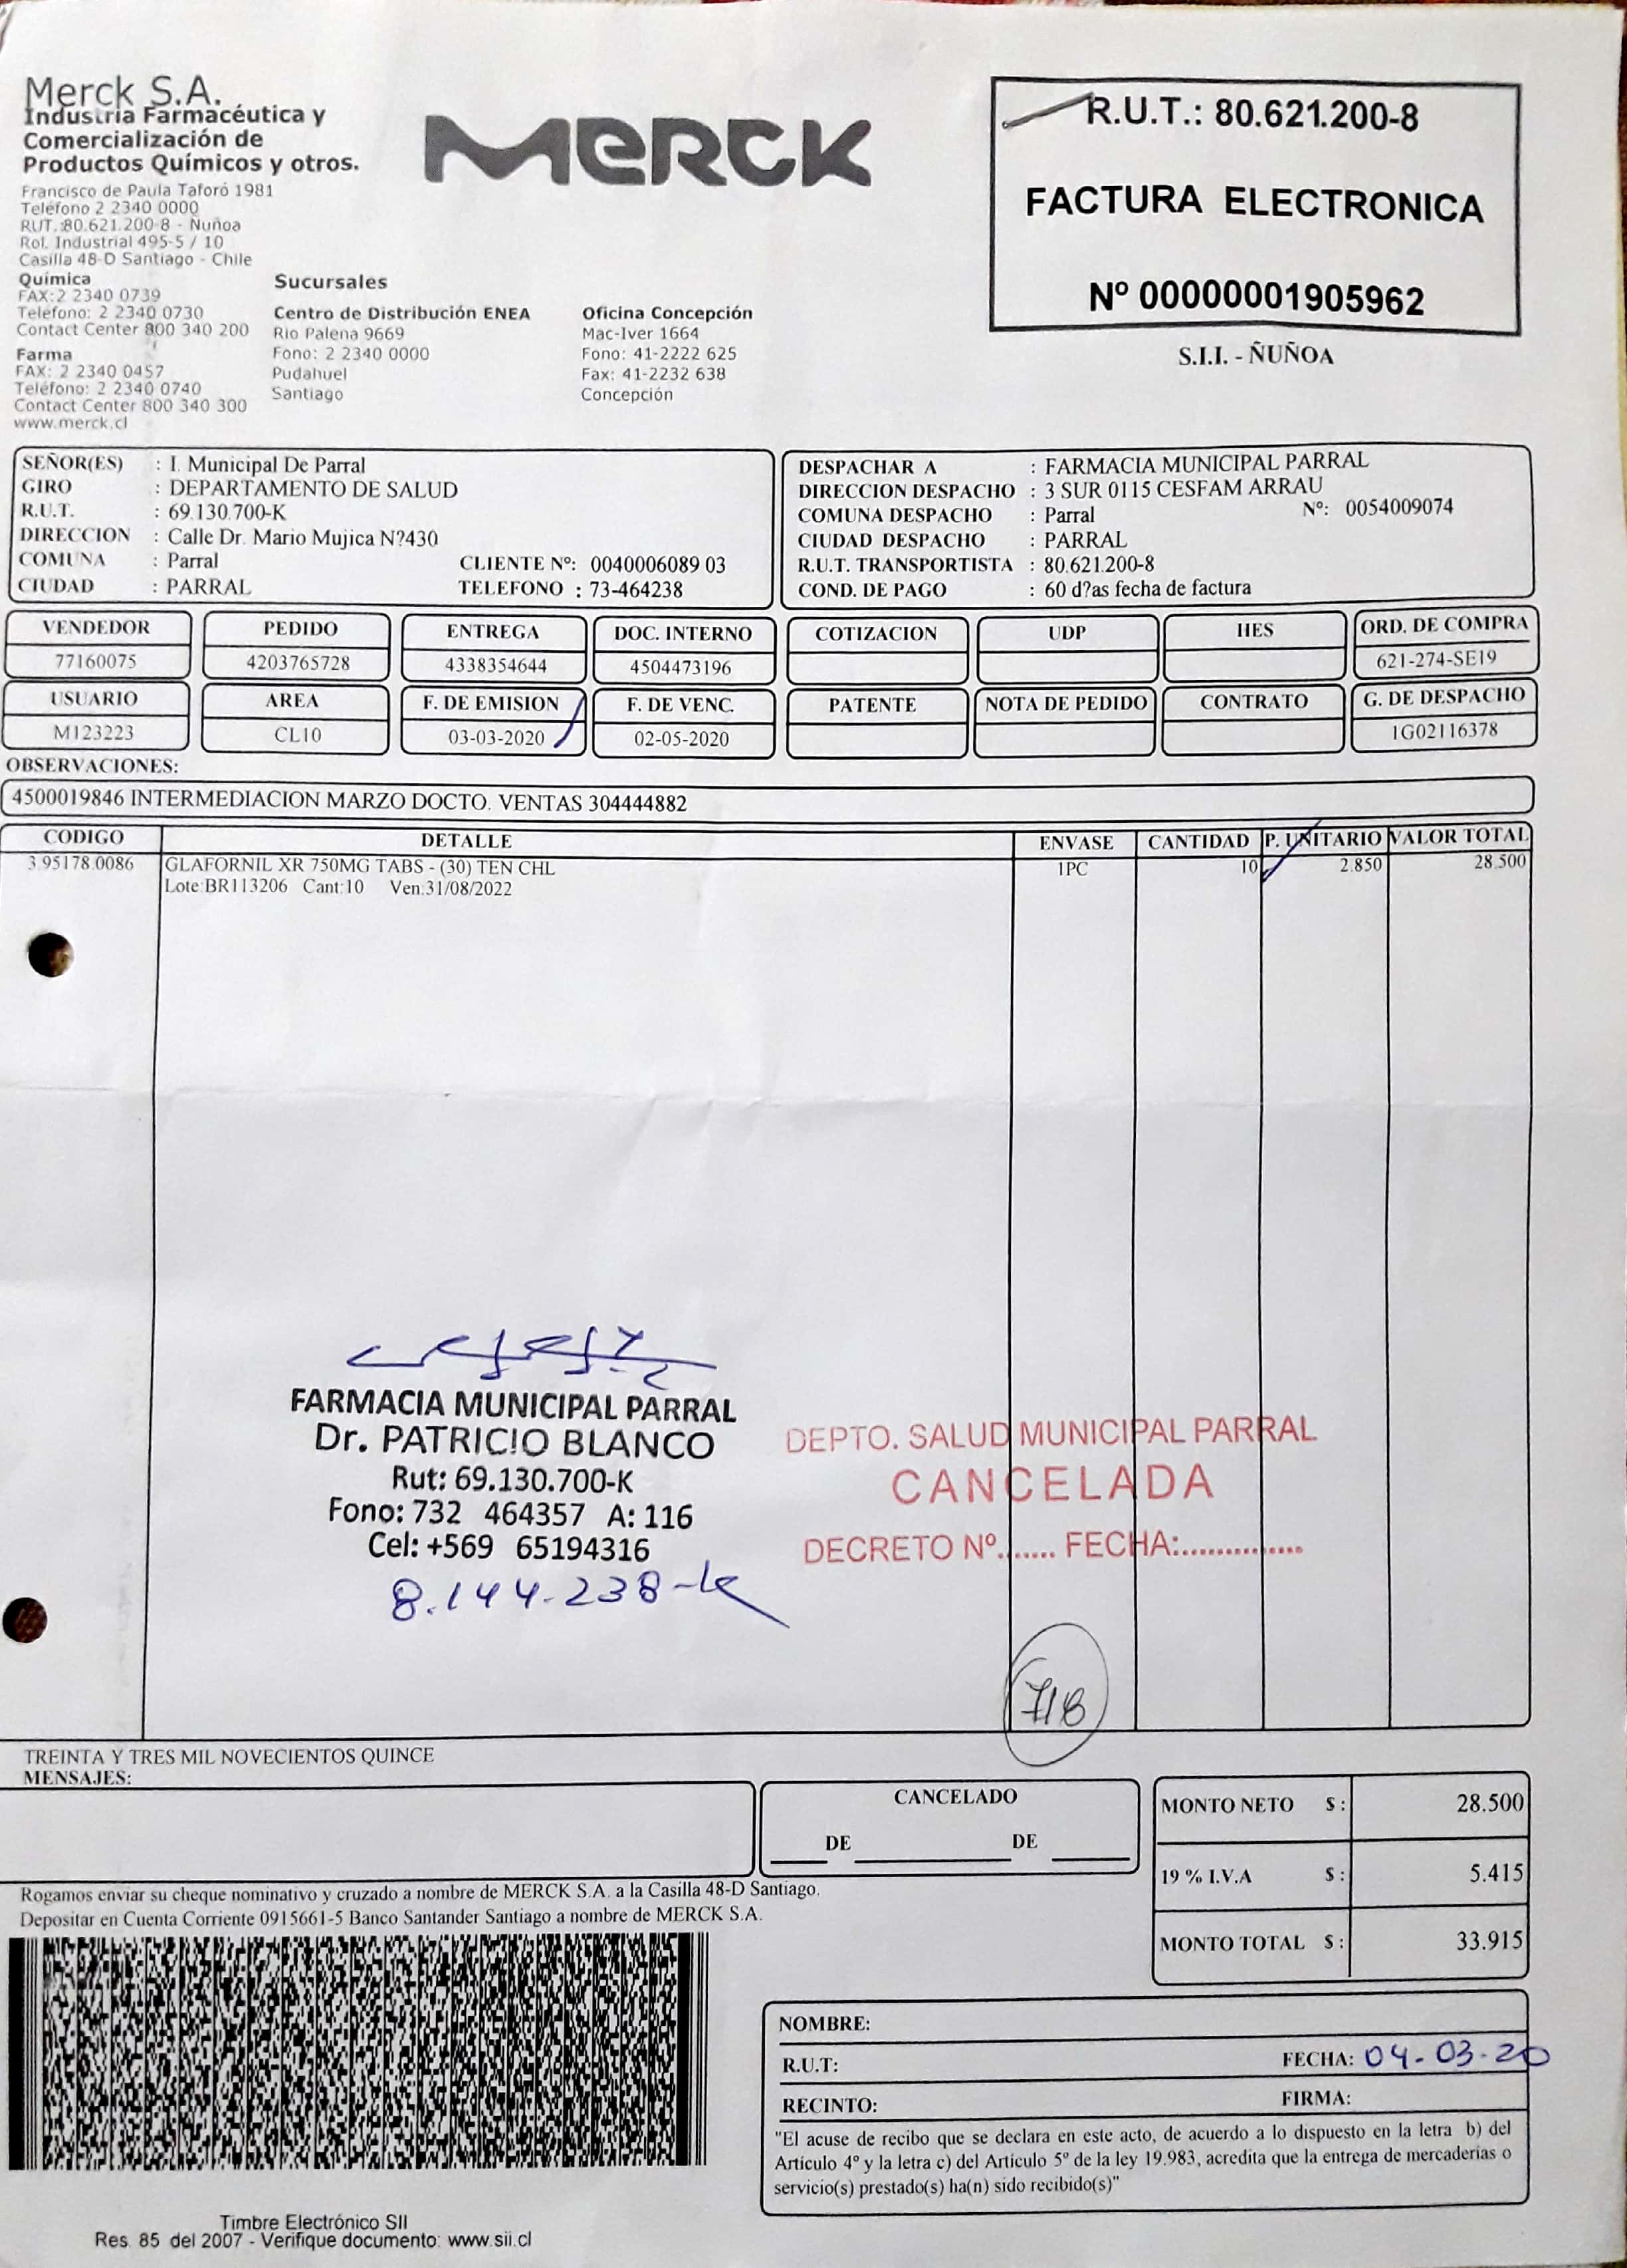 Merck S.A.
Industria Farmacéutica y
Comercialización de
Productos Químicos y otros.
Francisco de Paula Taforó 1981
Teléfono 2 2340 0000
RUT.:80.621.200-8 - Ñuñoa
Rol. Industrial 495-5 / 10
Casilla 48-D Santiago - Chile
Química
FAX:2 2340 0739
Teléfono: 2 2340 0730
Contact Center 800 340 200
Farma
FAX: 2 2340 0457
Teléfono: 2 2340 0740
Contact Center 800 340 300
www.merck.cl
MERCK
Sucursales
Centro de Distribución ENEA
Rio Palena 9669
Fono: 2 2340 0000
Pudahuel
Santiago
Oficina Concepción
Mac-Iver 1664
Fono: 41-2222 625
Fax: 41-2232 638
Concepción
R.U.T.: 80.621.200-8
FACTURA ELECTRONICA
Nº 00000001905962
S.I.I. - ÑUÑOA
SEÑOR(ES) : I. Municipal De Parral
GIRO : DEPARTAMENTO DE SALUD
R.U.T. : 69.130.700-K
DIRECCION : Calle Dr. Mario Mujica N?430
COMUNA : Parral CLIENTE Nº: 0040006089 03
CIUDAD : PARRAL TELEFONO : 73-464238
DESPACHAR A : FARMACIA MUNICIPAL PARRAL
DIRECCION DESPACHO : 3 SUR 0115 CESFAM ARRAU
COMUNA DESPACHO : Parral Nº: 0054009074
CIUDAD DESPACHO : PARRAL
R.U.T. TRANSPORTISTA : 80.621.200-8
COND. DE PAGO : 60 d?as fecha de factura
VENDEDOR PEDIDO ENTREGA DOC. INTERNO COTIZACION UDP HES ORD. DE COMPRA
77160075 4203765728 4338354644 4504473196 621-274-SE19
USUARIO AREA F. DE EMISION F. DE VENC. PATENTE NOTA DE PEDIDO CONTRATO G. DE DESPACHO
M123223 CL10 03-03-2020 02-05-2020 1G02116378
OBSERVACIONES:
4500019846 INTERMEDIACION MARZO DOCTO. VENTAS 304444882
CODIGO DETALLE ENVASE CANTIDAD P. UNITARIO VALOR TOTAL
3.95178.0086 GLAFORNIL XR 750MG TABS - (30) TEN CHL 1PC 10 2.850 28.500
Lote:BR113206 Cant:10 Ven:31/08/2022
FARMACIA MUNICIPAL PARRAL
Dr. PATRICIO BLANCO
Rut: 69.130.700-K
Fono: 732 464357 A: 116
Cel: +569 65194316
8.144.238-k
DEPTO. SALUD MUNICIPAL PARRAL
CANCELADA
DECRETO Nº....... FECHA:..............
718
TREINTA Y TRES MIL NOVECIENTOS QUINCE
MENSAJES:
CANCELADO
DE DE
MONTO NETO $ : 28.500
19 % I.V.A $ : 5.415
MONTO TOTAL $ : 33.915
Rogamos enviar su cheque nominativo y cruzado a nombre de MERCK S.A. a la Casilla 48-D Santiago.
Depositar en Cuenta Corriente 0915661-5 Banco Santander Santiago a nombre de MERCK S.A.
NOMBRE:
R.U.T: FECHA: 04-03-20
RECINTO: FIRMA:
"El acuse de recibo que se declara en este acto, de acuerdo a lo dispuesto en la letra b) del
Articulo 4º y la letra c) del Articulo 5º de la ley 19.983, acredita que la entrega de mercaderías o
servicio(s) prestado(s) ha(n) sido recibido(s)"
Timbre Electrónico SII
Res. 85 del 2007 - Verifique documento: www.sii.cl